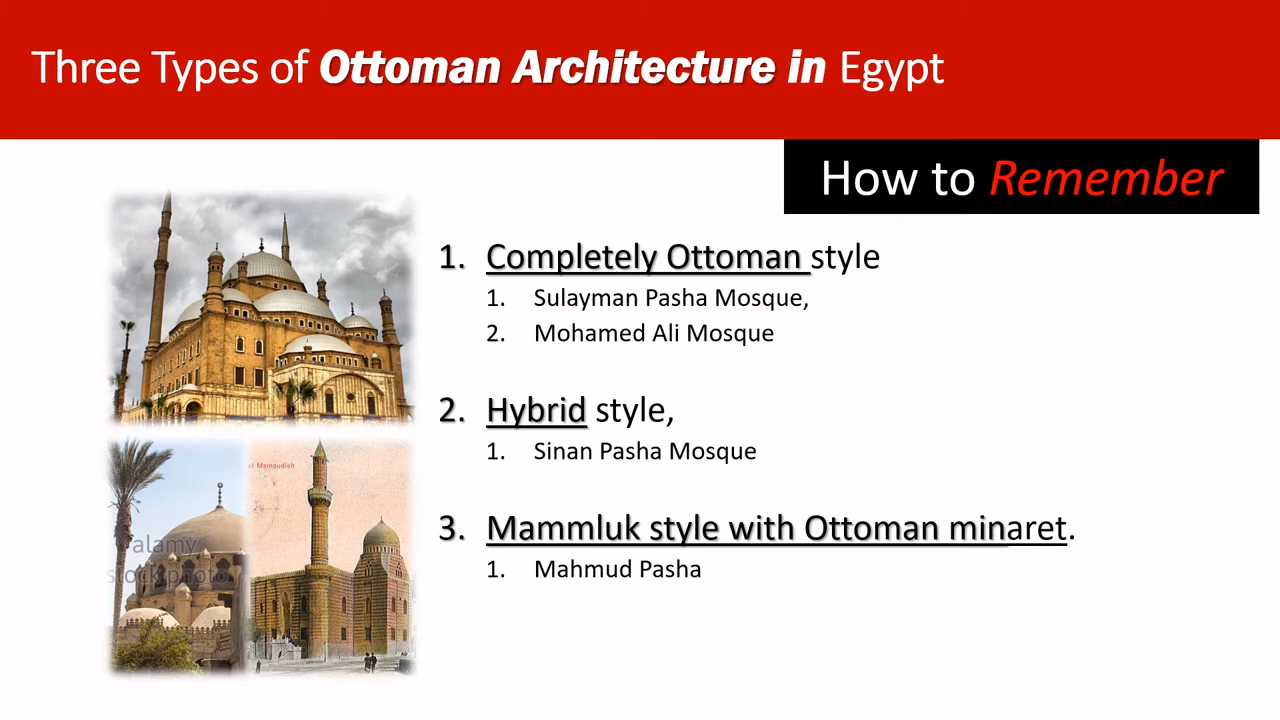 Three Types of Ottoman Architecture in Egypt
How to Remember
1. Completely Ottoman style
1. Sulayman Pasha Mosque,
2. Mohamed Ali Mosque
2. Hybrid style,
1. Sinan Pasha Mosque
3. Mammluk style with Ottoman minaret.
1. Mahmud Pasha
el Mamoudiah
alamy
stock photo